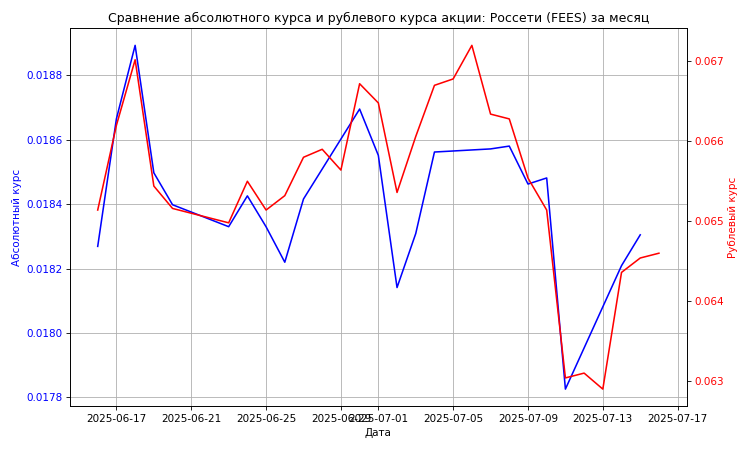 Сравнение абсолютного курса и рублевого курса акции: Россети (FEES) за месяц
Абсолютный курс
0.0188
0.0186
0.0184
0.0182
0.0180
0.0178
0.067
0.066
0.065
0.064
0.063
Рублевый курс
2025-06-17 2025-06-21 2025-06-25 2025-06-29 2025-07-01 2025-07-05 2025-07-09 2025-07-13 2025-07-17
Дата